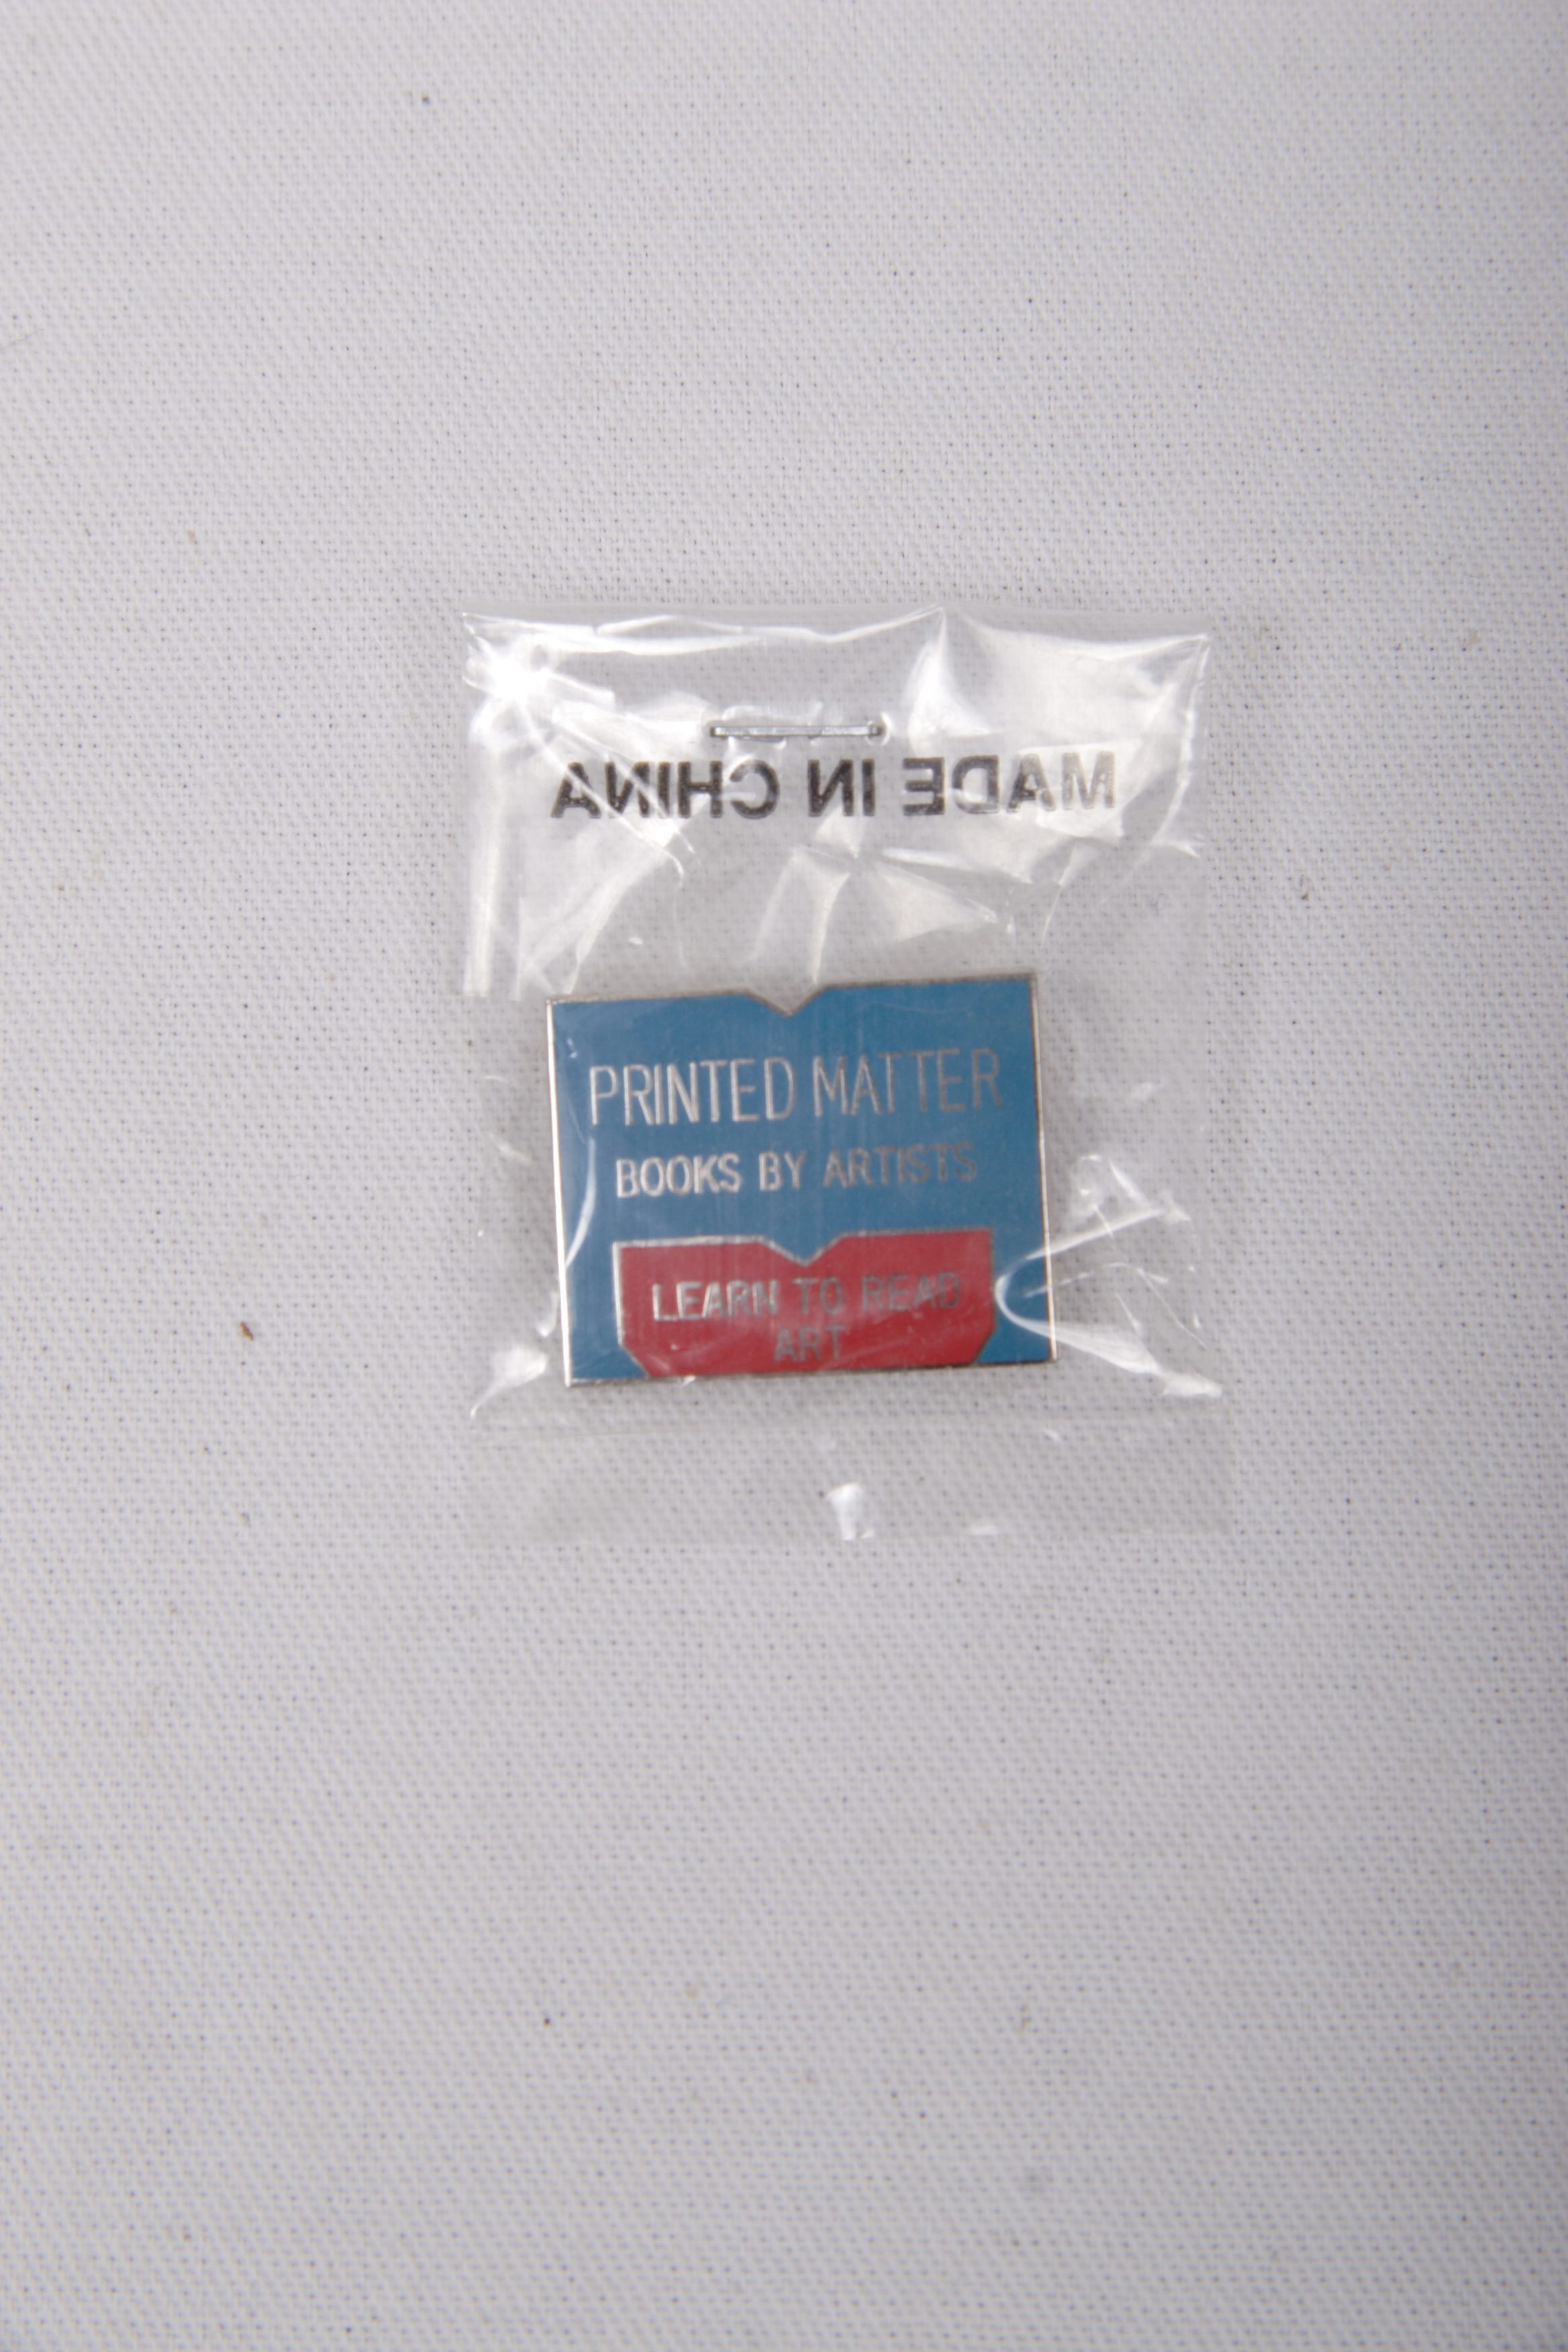 MADE IN CHINA
PRINTED MATTER
BOOKS BY ARTISTS
LEARN TO READ
ART